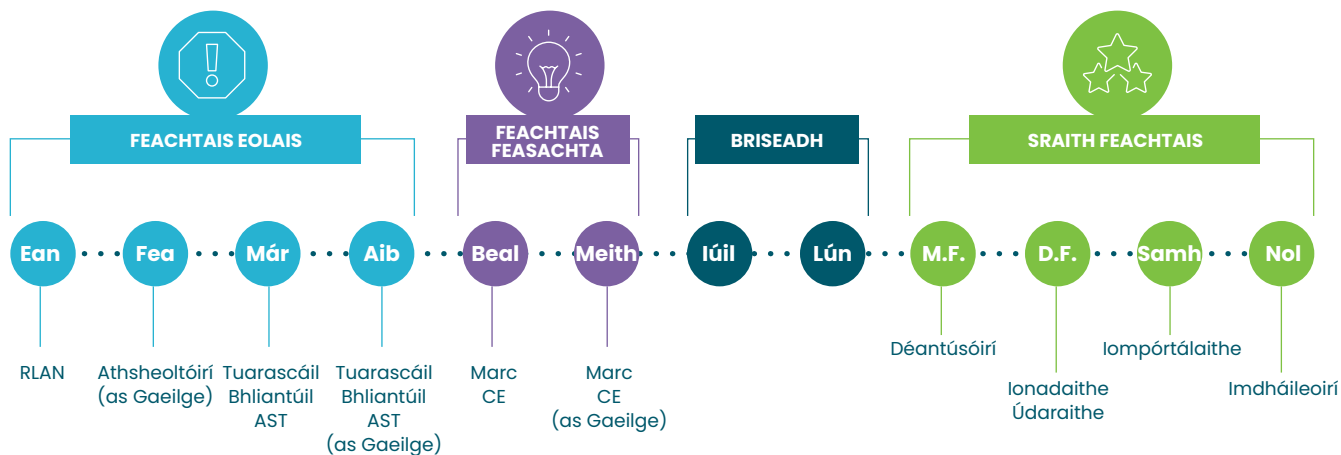 FEACHTAIS EOLAIS
FEACHTAIS
FEASACHTA
BRISEADH
SRAITH FEACHTAIS
Ean
Fea
Már
Aib
Beal
Meith
Iúil
Lún
M.F.
D.F.
Samh
Nol
RLAN
Athsheoltóirí
(as Gaeilge)
Tuarascáil
Bhliantúil
AST
Tuarascáil
Bhliantúil
AST
(as Gaeilge)
Marc
CE
Marc
CE
(as Gaeilge)
Déantúsóirí
Ionadaithe
Údaraithe
Iompórtálaithe
Imdháileoirí